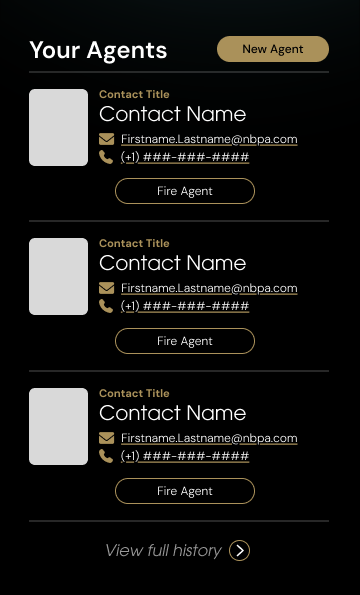 Your Agents
New Agent
Contact Title
Contact Name
Firstname.Lastname@nbpa.com
(+1) ###-###-####
Fire Agent
Contact Title
Contact Name
Firstname.Lastname@nbpa.com
(+1) ###-###-####
Fire Agent
Contact Title
Contact Name
Firstname.Lastname@nbpa.com
(+1) ###-###-####
Fire Agent
View full history